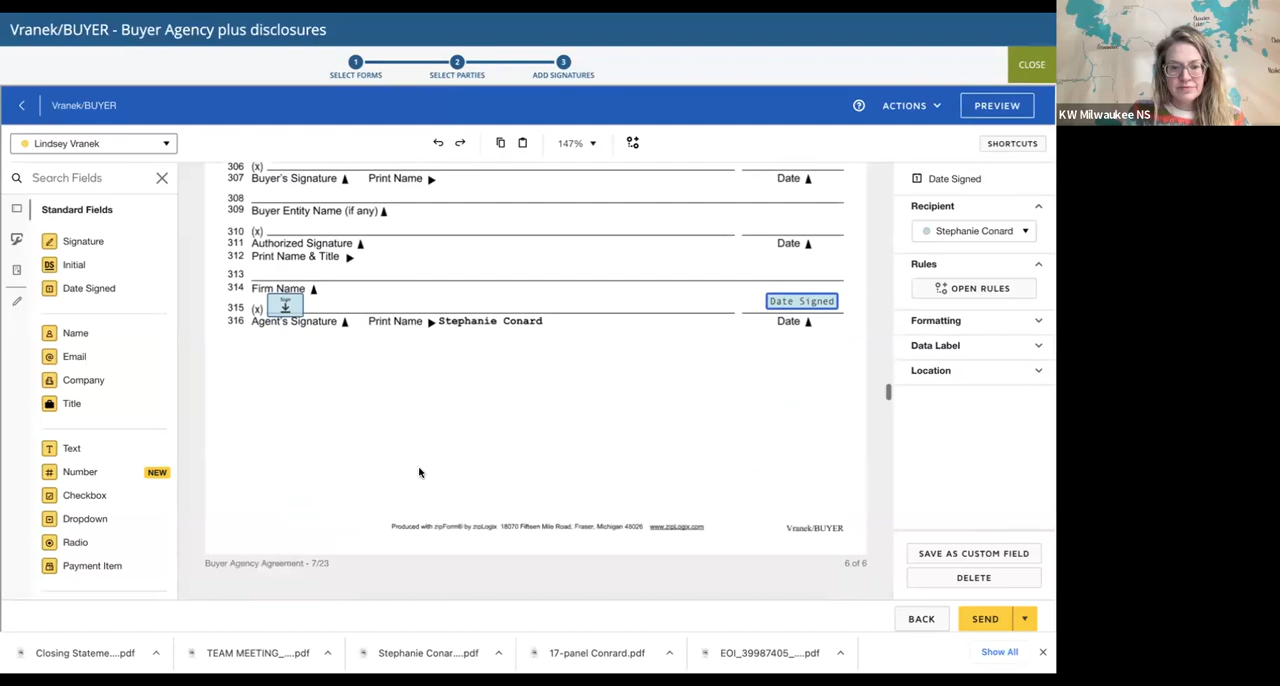 Vranek/BUYER - Buyer Agency plus disclosures
1 2 3
SELECT FORMS SELECT PARTIES ADD SIGNATURES
CLOSE
Vranek/BUYER
ACTIONS
PREVIEW
Lindsey Vranek
147%
SHORTCUTS
Search Fields
Standard Fields
Signature
DS Initial
Date Signed
Name
Email
Company
Title
T Text
# Number NEW
Checkbox
Dropdown
Radio
Payment Item
306 (x)
307 Buyer's Signature ▲ Print Name ▶ Date ▲
308
309 Buyer Entity Name (if any) ▲
310 (x)
311 Authorized Signature ▲ Date ▲
312 Print Name & Title ▶
313
314 Firm Name ▲
315 (x) Sign Date Signed
316 Agent's Signature ▲ Print Name ▶ Stephanie Conard Date ▲
Produced with zipForm® by zipLogix 18070 Fifteen Mile Road, Fraser, Michigan 48026 www.zipLogix.com
Vranek/BUYER
Buyer Agency Agreement - 7/23
6 of 6
Date Signed
Recipient
Stephanie Conard
Rules
OPEN RULES
Formatting
Data Label
Location
SAVE AS CUSTOM FIELD
DELETE
BACK
SEND
Closing Stateme....pdf
TEAM MEETING_....pdf
Stephanie Conar....pdf
17-panel Conrard.pdf
EOI_39987405_....pdf
Show All
KW Milwaukee NS